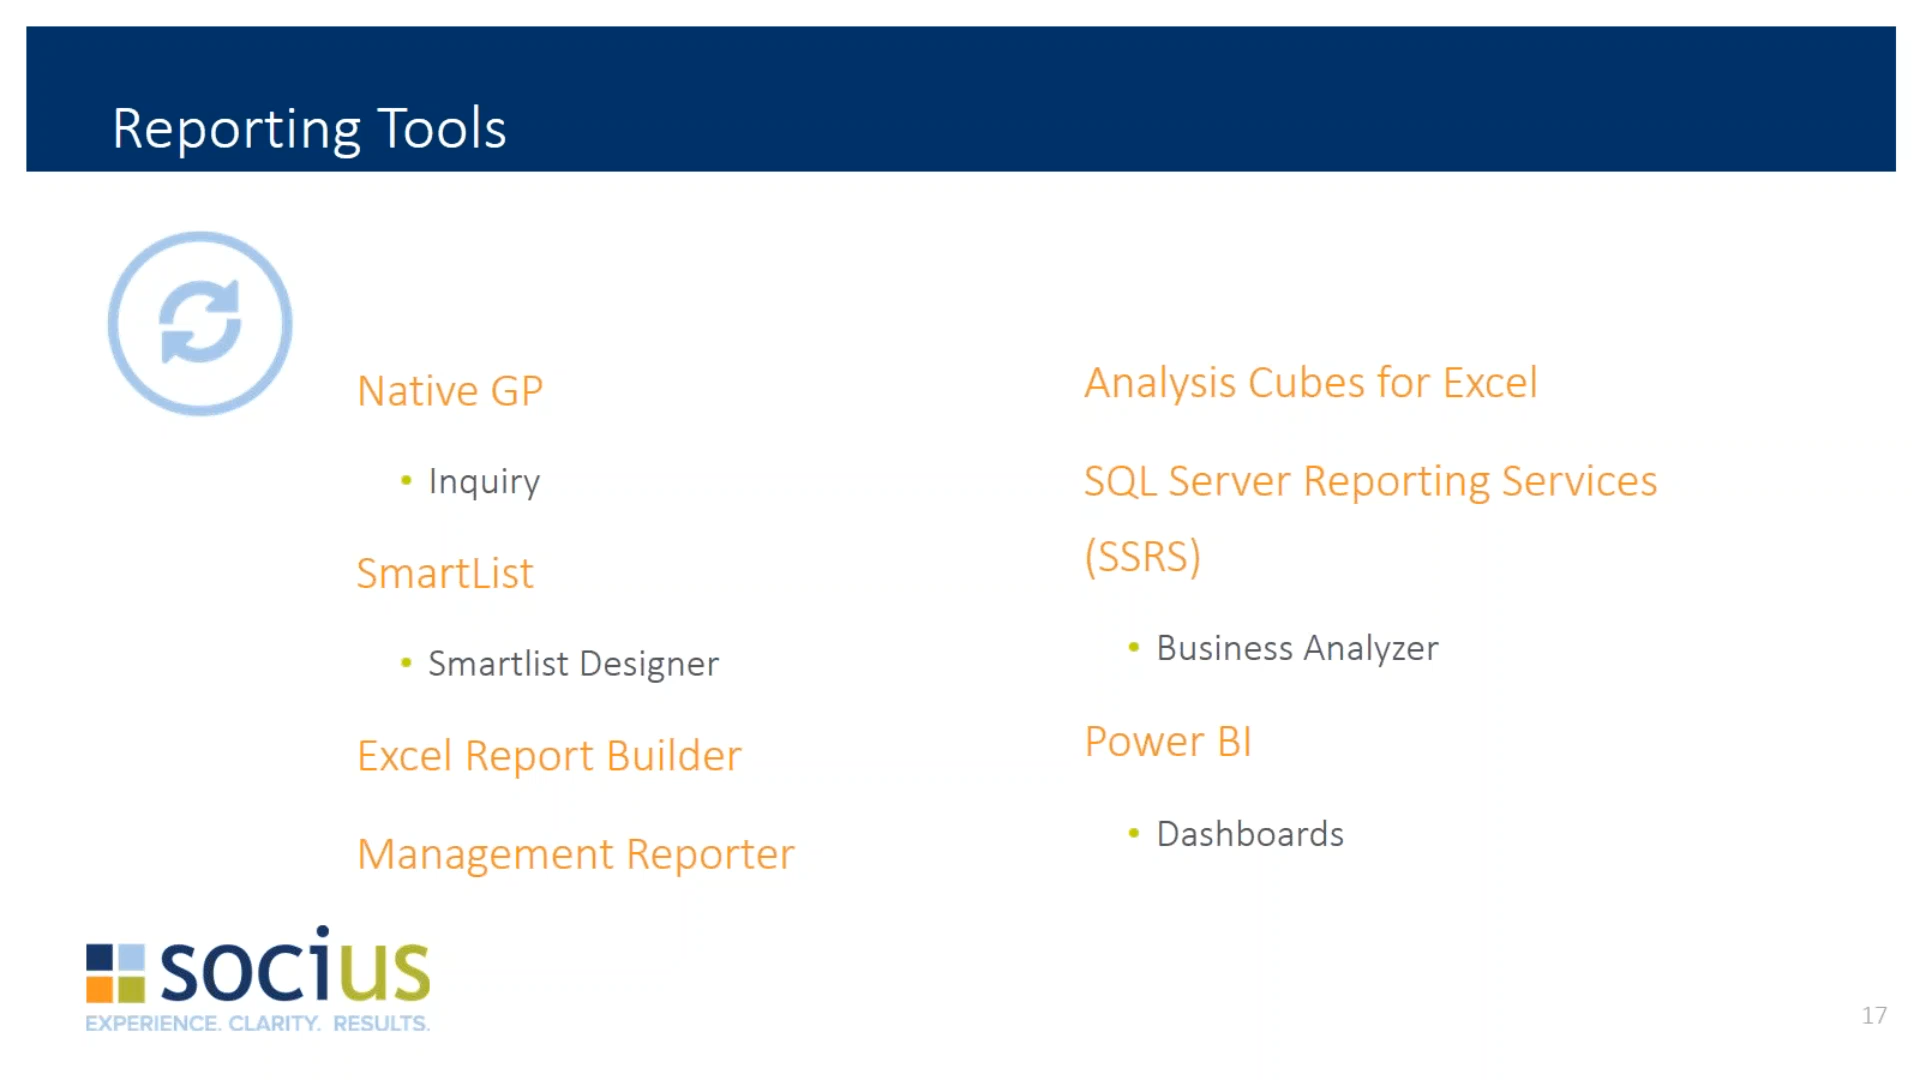 Reporting Tools
Native GP
• Inquiry
SmartList
• Smartlist Designer
Excel Report Builder
Management Reporter
Analysis Cubes for Excel
SQL Server Reporting Services
(SSRS)
• Business Analyzer
Power BI
• Dashboards
socius
EXPERIENCE. CLARITY. RESULTS.
17